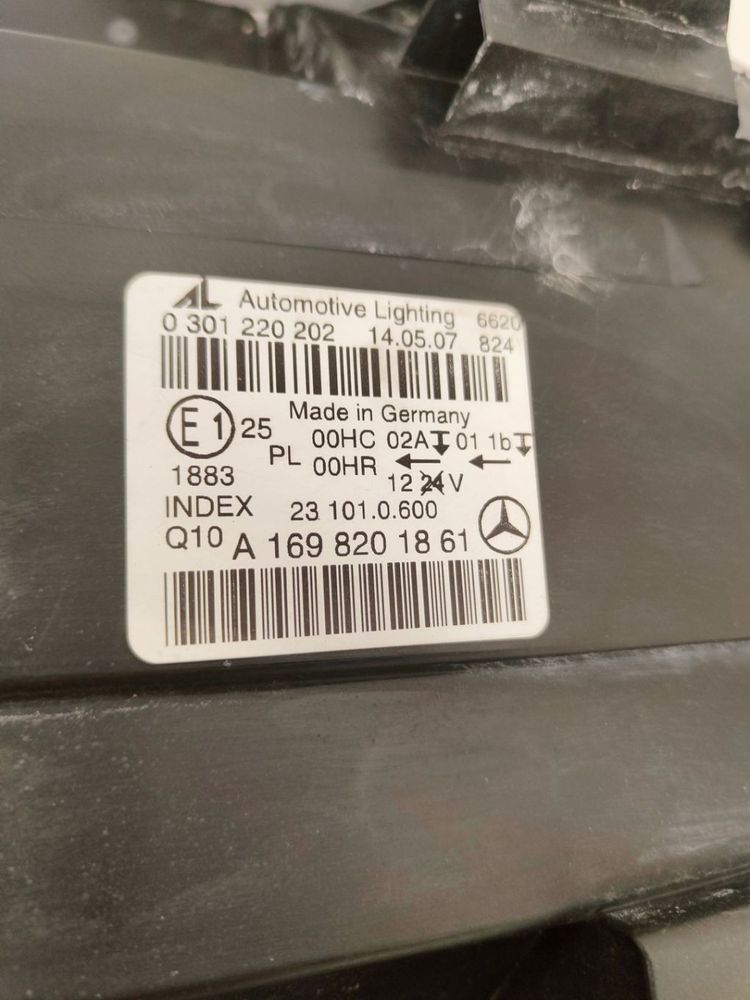 AL Automotive Lighting 6620
0 301 220 202 14.05.07 824
Made in Germany
E1 25 00HC 02A 01 1b
PL 00HR
1883 12 24 V
INDEX 23 101.0.600
Q10 A 169 820 18 61